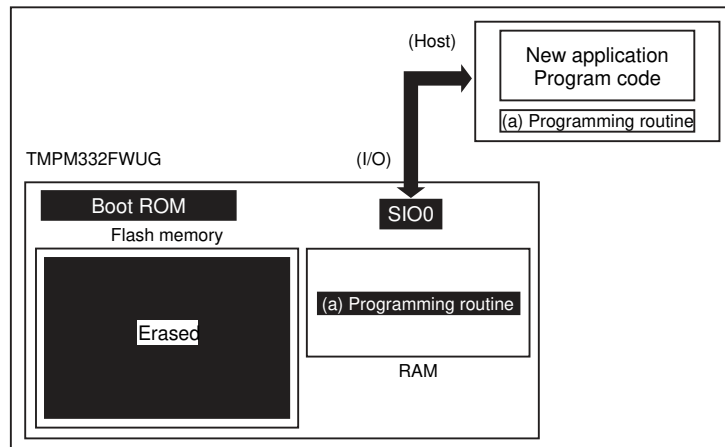 (Host)
New application
Program code
(a) Programming routine
TMPM332FWUG
(I/O)
Boot ROM
SIO0
Flash memory
(a) Programming routine
Erased
RAM